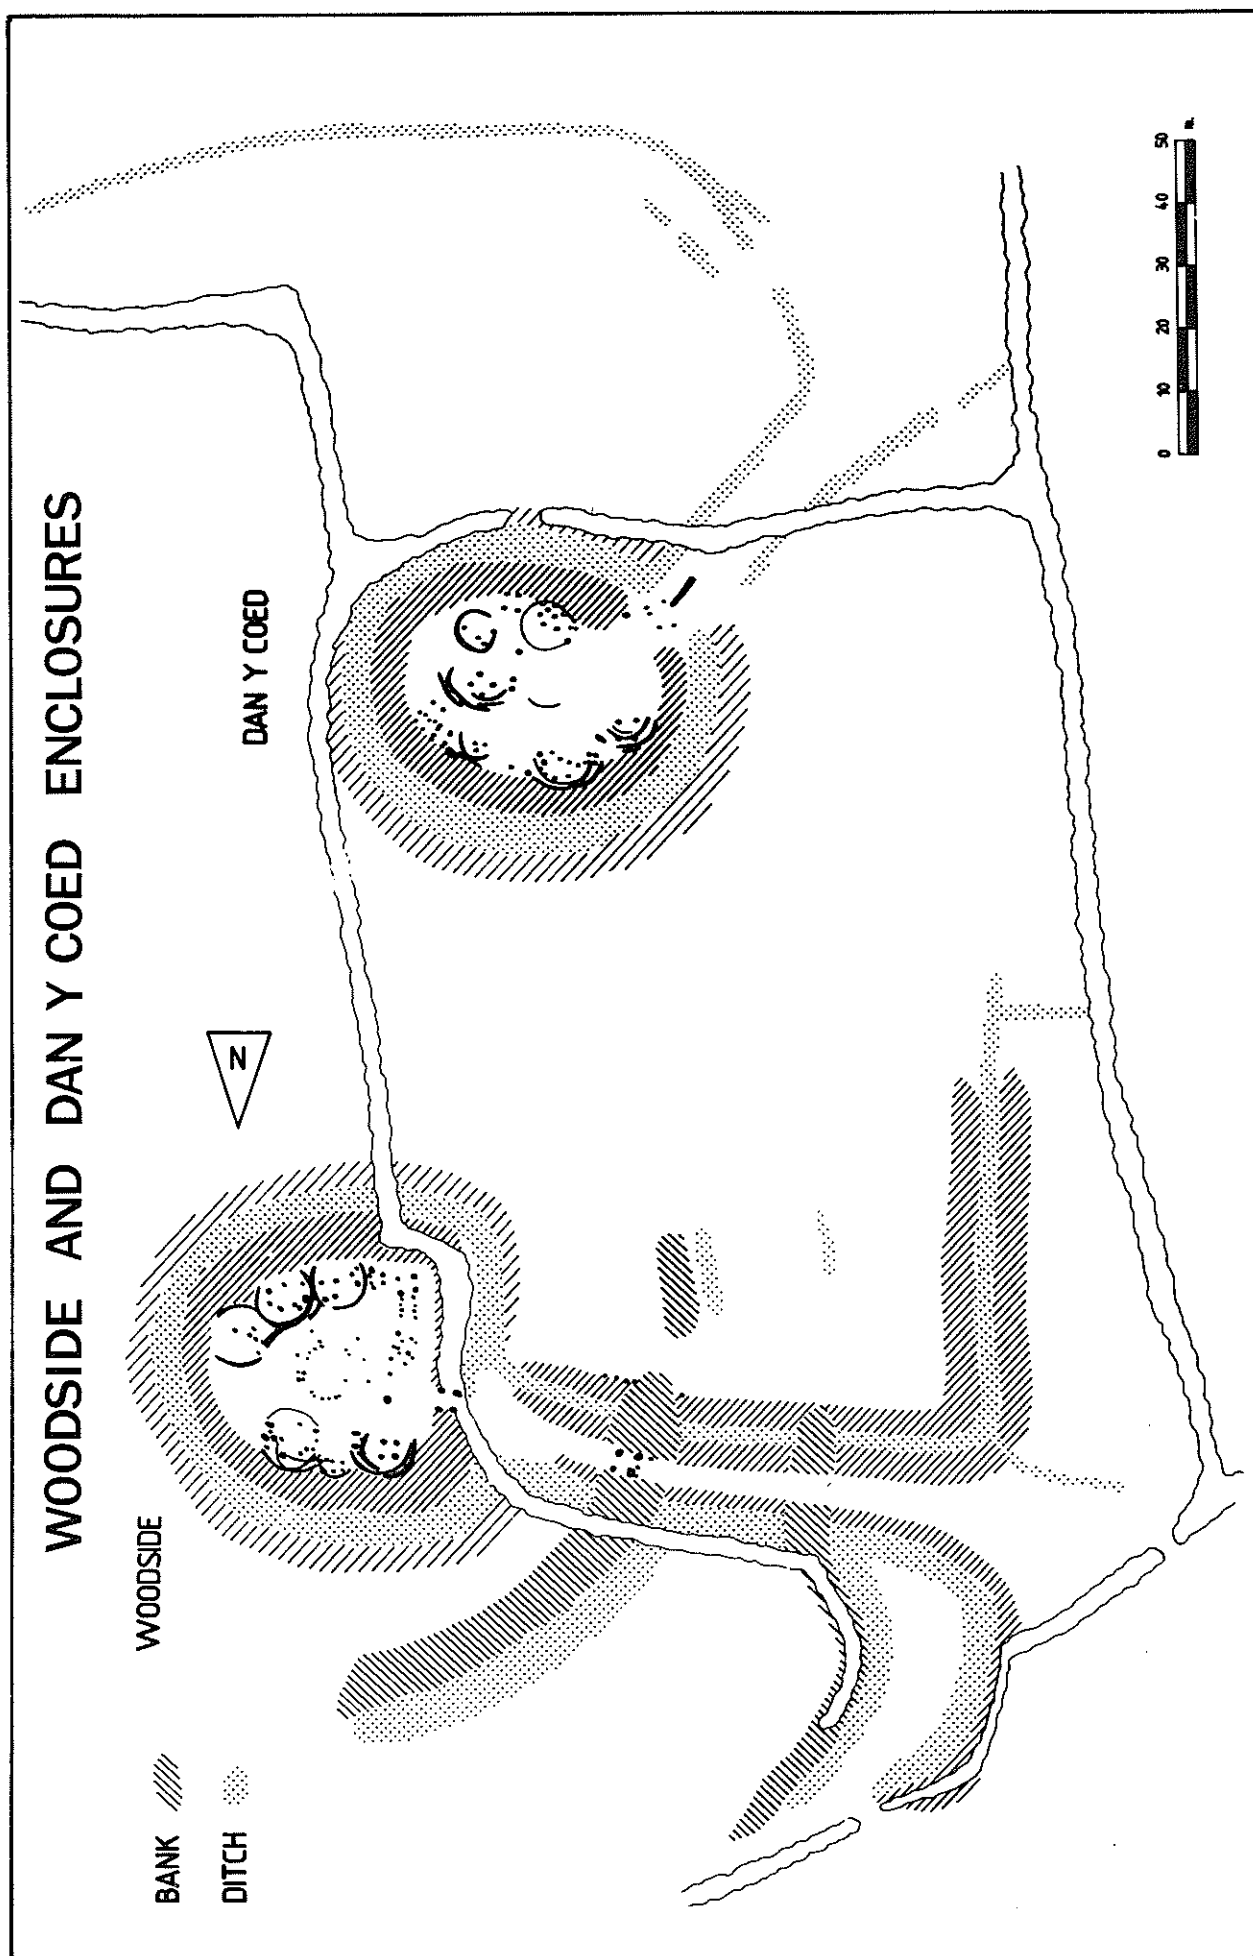 WOODSIDE AND DAN Y COED ENCLOSURES
BANK
DITCH
WOODSIDE
N
DAN Y COED
0 10 20 30 40 50 m.